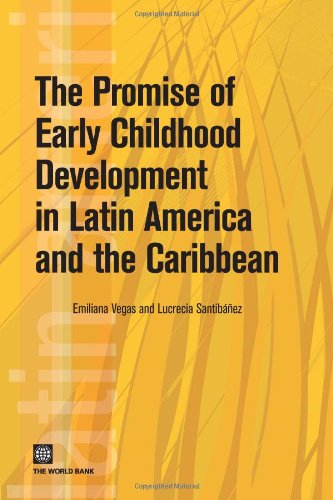 The Promise of
Early Childhood
Development
in Latin America
and the Caribbean
Emiliana Vegas and Lucrecia Santibáñez
THE WORLD BANK